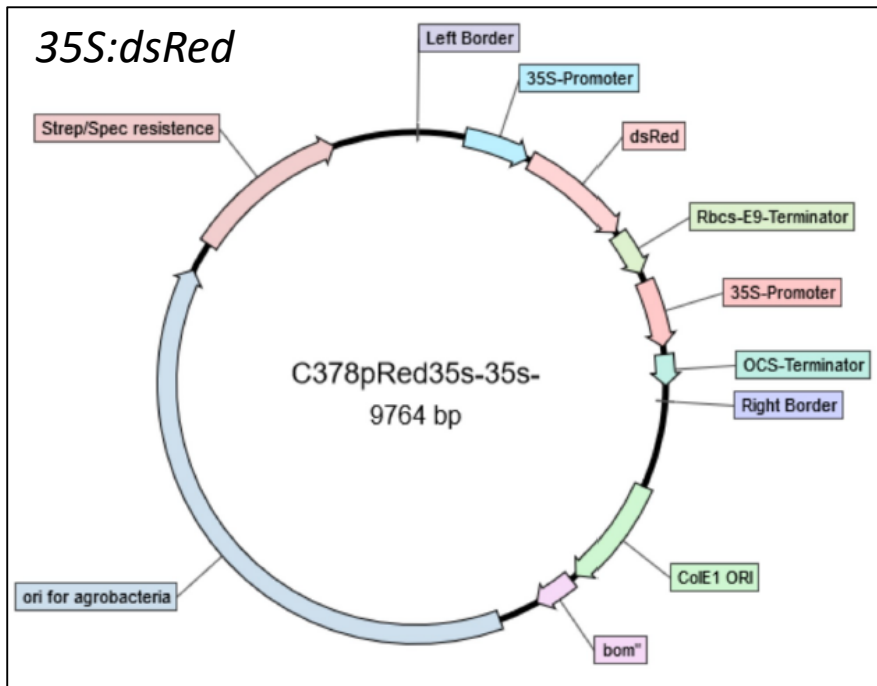 35S:dsRed
Left Border
35S-Promoter
Strep/Spec resistence
dsRed
Rbcs-E9-Terminator
35S-Promoter
C378pRed35s-35s-
9764 bp
OCS-Terminator
Right Border
ColE1 ORI
ori for agrobacteria
bom"